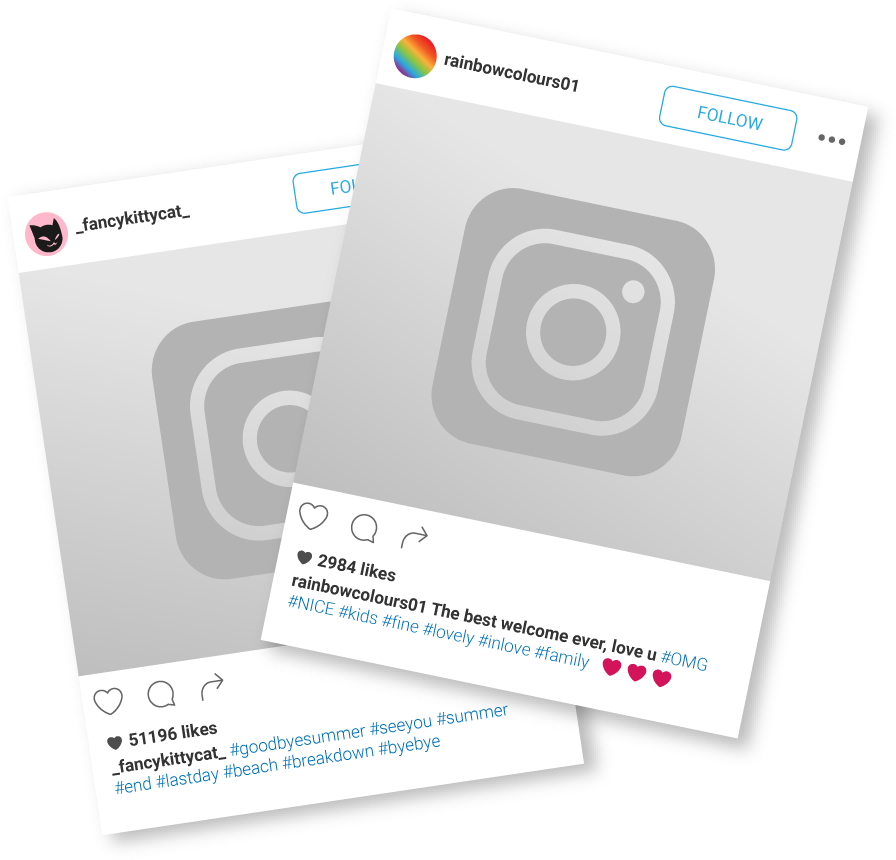 rainbowcolours01
FOLLOW
2984 likes
rainbowcolours01 The best welcome ever, love u #OMG
#NICE #kids #fine #lovely #inlove #family
_fancykittycat_
51196 likes
_fancykittycat_ #goodbyesummer #seeyou #summer
#end #lastday #beach #breakdown #byebye